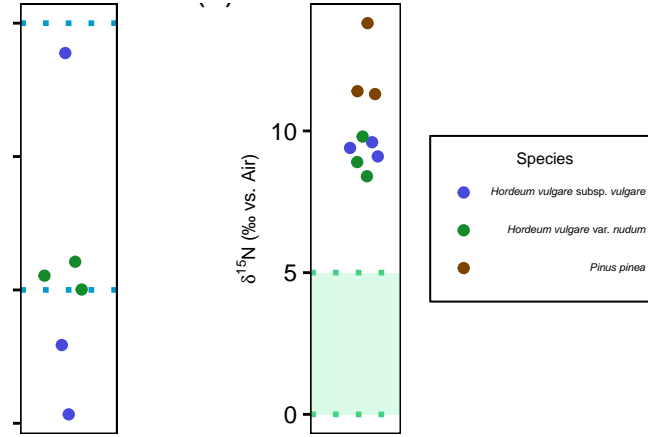 10
5
0
δ¹⁵N (‰ vs. Air)
Species
Hordeum vulgare subsp. vulgare
Hordeum vulgare var. nudum
Pinus pinea